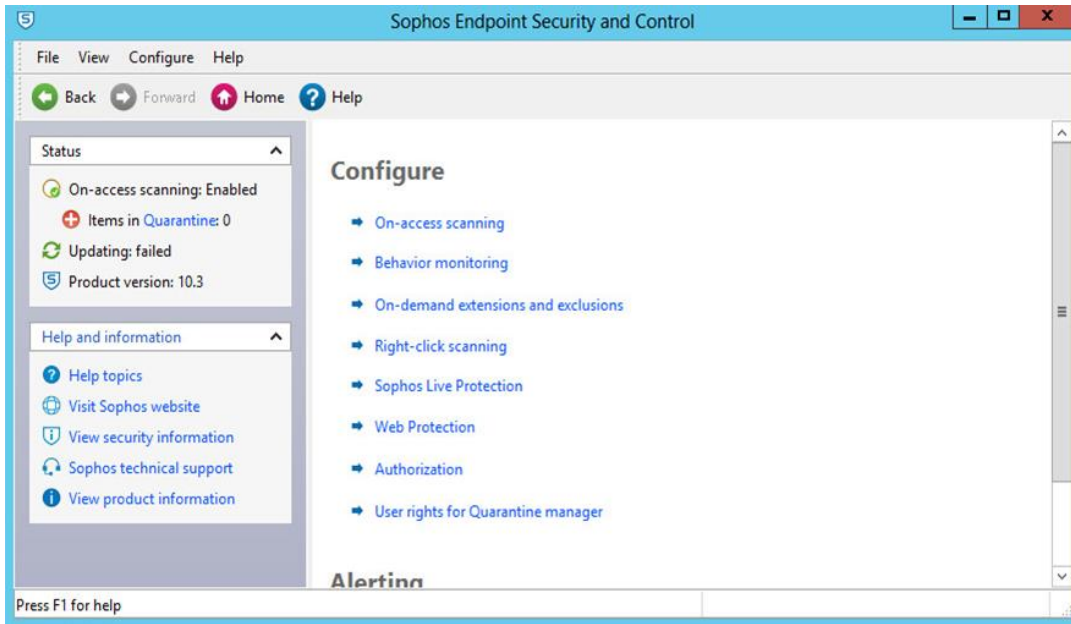 Sophos Endpoint Security and Control
File View Configure Help
Back Forward Home Help
Status
On-access scanning: Enabled
Items in Quarantine: 0
Updating: failed
Product version: 10.3
Help and information
Help topics
Visit Sophos website
View security information
Sophos technical support
View product information
Configure
On-access scanning
Behavior monitoring
On-demand extensions and exclusions
Right-click scanning
Sophos Live Protection
Web Protection
Authorization
User rights for Quarantine manager
Alerting
Press F1 for help